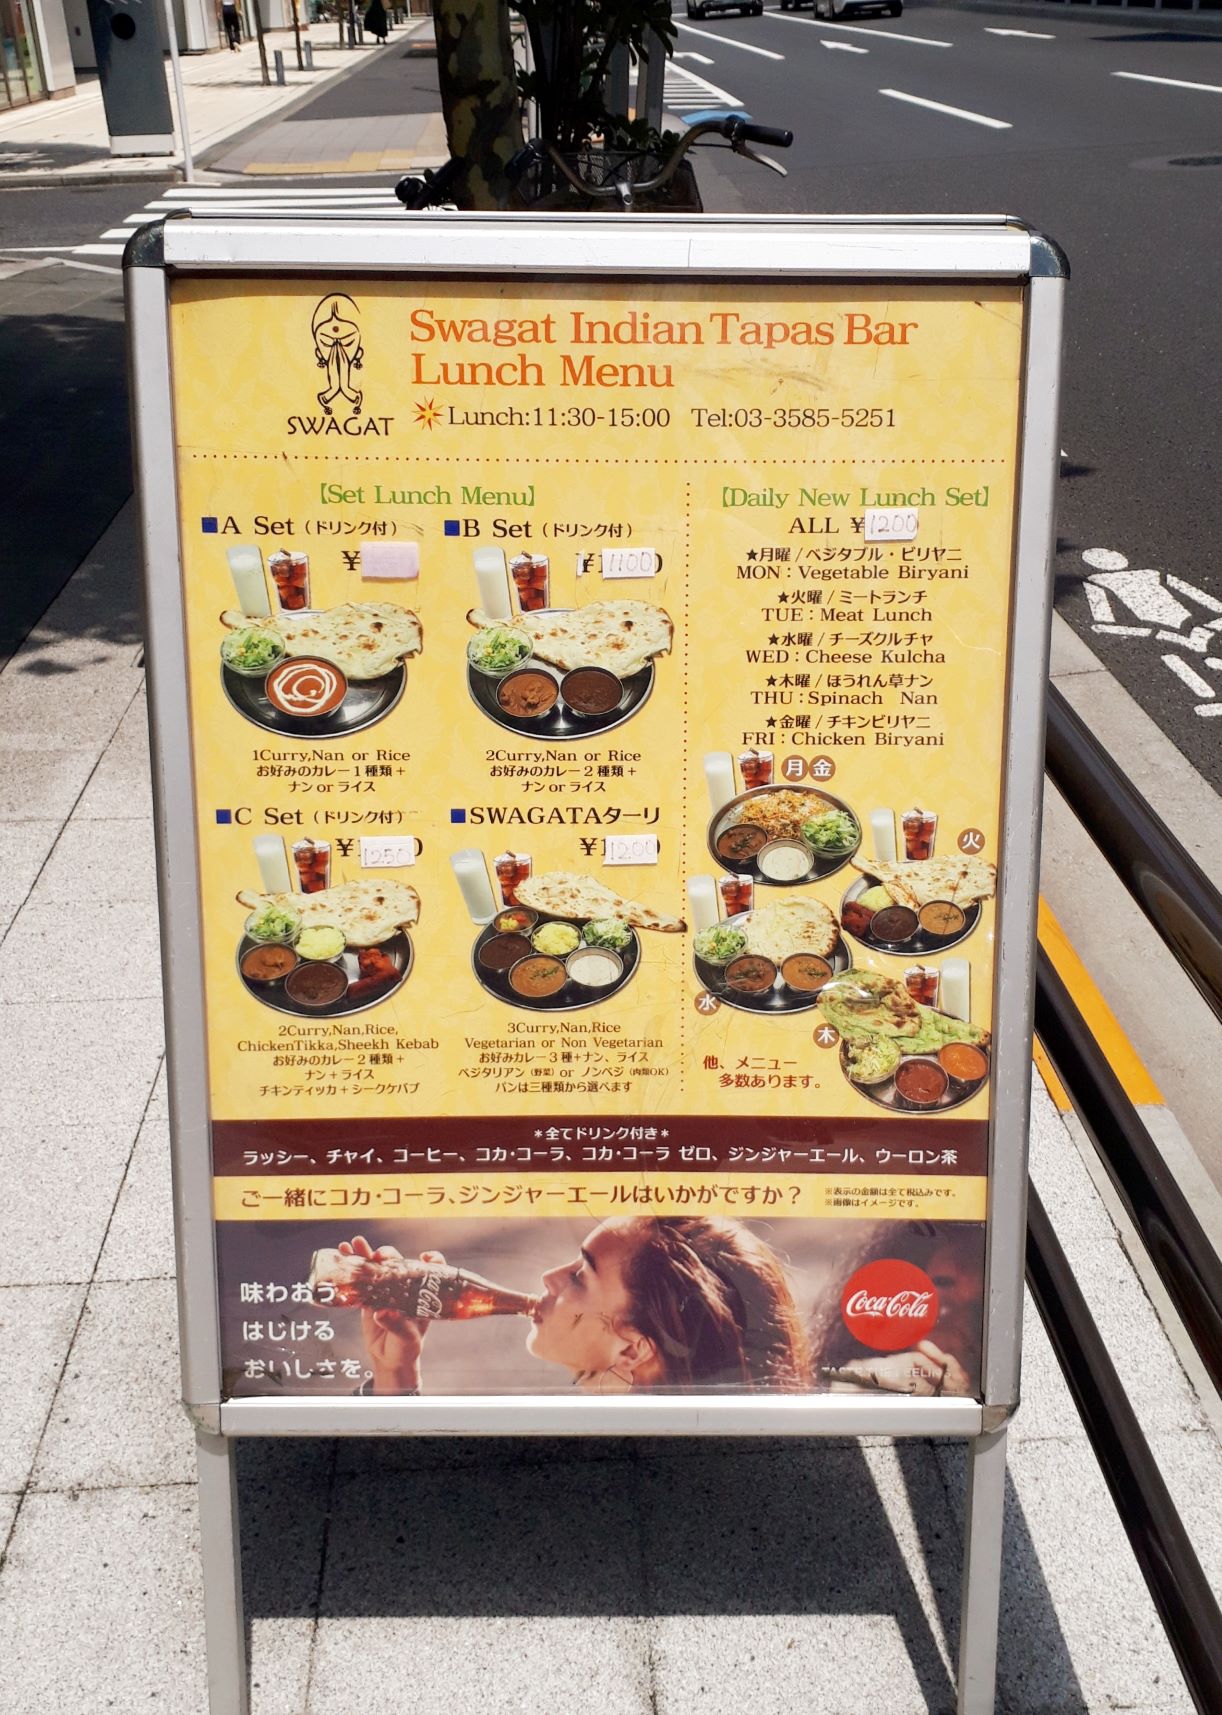 SWAGAT
Swagat Indian Tapas Bar
Lunch Menu
Lunch:11:30-15:00 Tel:03-3585-5251
【Set Lunch Menu】
■A Set（ドリンク付）
¥
1Curry,Nan or Rice
お好みのカレー１種類＋
ナン or ライス
■B Set（ドリンク付）
¥1100
2Curry,Nan or Rice
お好みのカレー２種類＋
ナン or ライス
■C Set（ドリンク付）
¥1250
2Curry,Nan,Rice,
ChickenTikka,Sheekh Kebab
お好みのカレー２種類＋
ナン＋ライス
チキンティッカ＋シークケバブ
■SWAGATAターリ
¥1200
3Curry,Nan,Rice
Vegetarian or Non Vegetarian
お好みカレー３種＋ナン、ライス
ベジタリアン（野菜）or ノンベジ（肉類OK）
パンは三種類から選べます
【Daily New Lunch Set】
ALL ¥1200
★月曜 / ベジタブル・ビリヤニ
MON：Vegetable Biryani
★火曜 / ミートランチ
TUE：Meat Lunch
★水曜 / チーズクルチャ
WED：Cheese Kulcha
★木曜 / ほうれん草ナン
THU：Spinach Nan
★金曜 / チキンビリヤニ
FRI：Chicken Biryani
月 金
火
水
木
他、メニュー
多数あります。
＊全てドリンク付き＊
ラッシー、チャイ、コーヒー、コカ・コーラ、コカ・コーラ ゼロ、ジンジャーエール、ウーロン茶
ご一緒にコカ・コーラ、ジンジャーエールはいかがですか？
※表示の金額は全て税込みです。
※画像はイメージです。
味わおう、
はじける
おいしさを。
Coca-Cola
Coca-Cola
TASTE THE FEELING